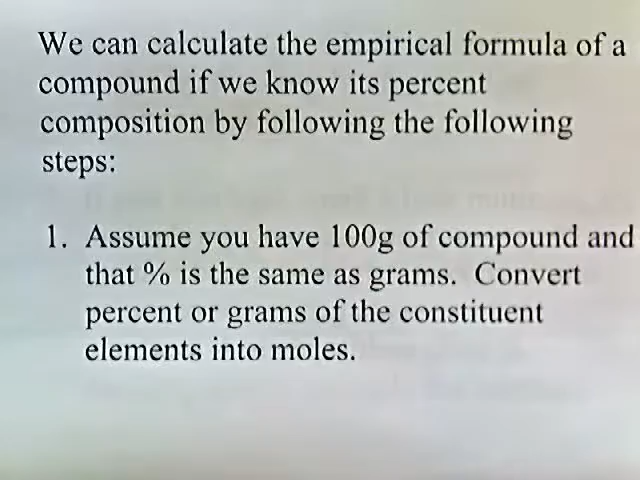 We can calculate the empirical formula of a
compound if we know its percent
composition by following the following
steps:
1. Assume you have 100g of compound and
that % is the same as grams. Convert
percent or grams of the constituent
elements into moles.